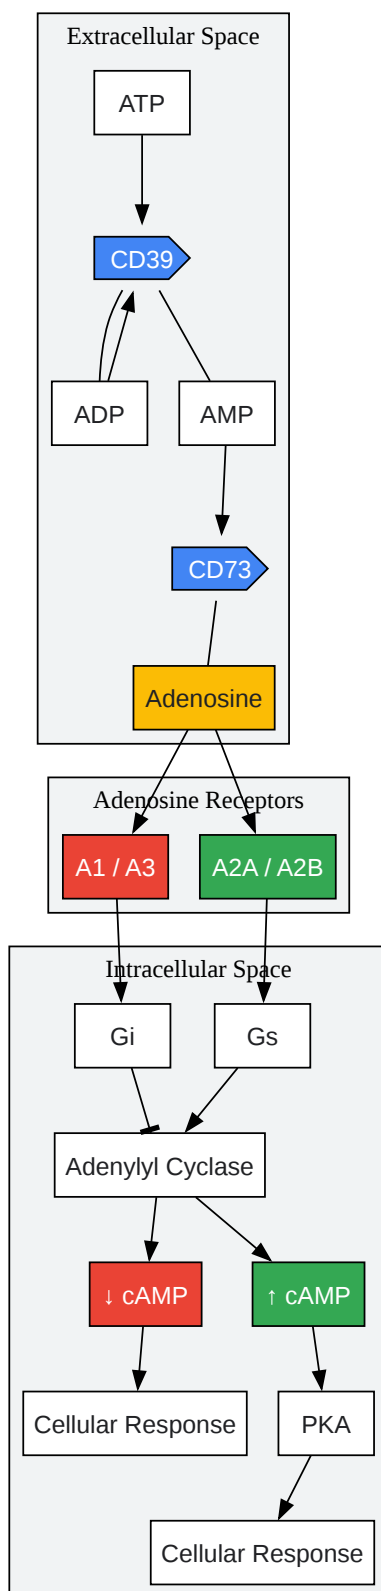 Extracellular Space
ATP
CD39
ADP
AMP
CD73
Adenosine
Adenosine Receptors
A1 / A3
A2A / A2B
Intracellular Space
Gi
Gs
Adenylyl Cyclase
↓ cAMP
↑ cAMP
Cellular Response
PKA
Cellular Response